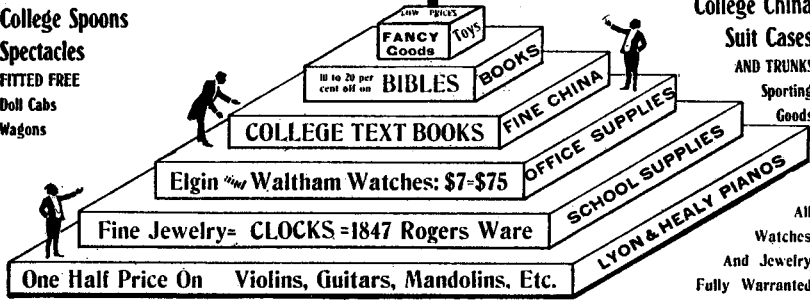 College Spoons
Spectacles
FITTED FREE
Doll Cabs
Wagons
LOW PRICES
FANCY Toys
Goods
10 to 20 per
cent off on BIBLES BOOKS
COLLEGE TEXT BOOKS FINE CHINA
Elgin and Waltham Watches: $7=$75 OFFICE SUPPLIES
Fine Jewelry= CLOCKS =1847 Rogers Ware SCHOOL SUPPLIES
One Half Price On Violins, Guitars, Mandolins, Etc. LYON & HEALY PIANOS
College China
Suit Cases
AND TRUNKS
Sporting
Goods
All
Watches
And Jewelry
Fully Warranted